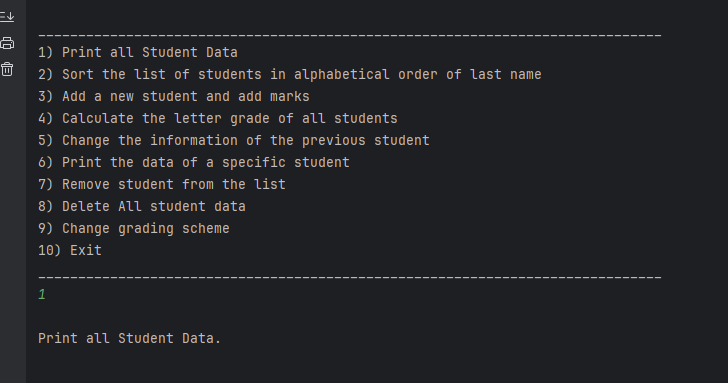 ______________________________________________________________________________
1) Print all Student Data
2) Sort the list of students in alphabetical order of last name
3) Add a new student and add marks
4) Calculate the letter grade of all students
5) Change the information of the previous student
6) Print the data of a specific student
7) Remove student from the list
8) Delete All student data
9) Change grading scheme
10) Exit
______________________________________________________________________________
1
Print all Student Data.